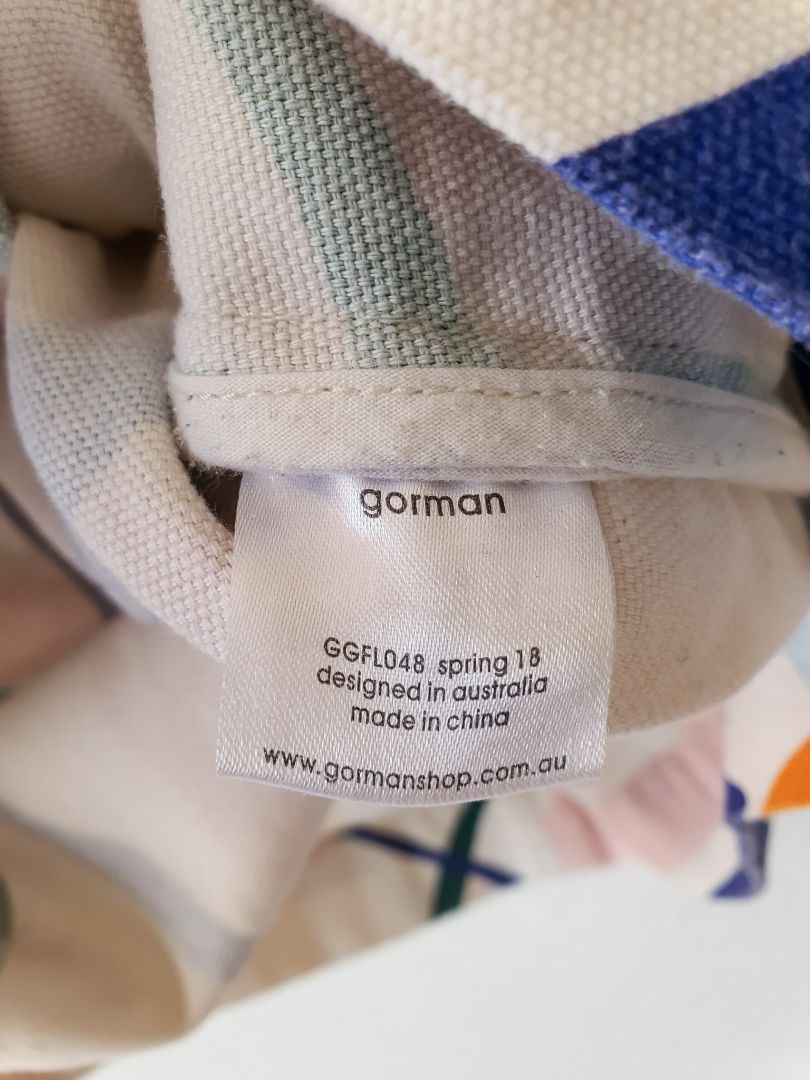 gorman
GGFL048 spring 18
designed in australia
made in china
www.gormanshop.com.au